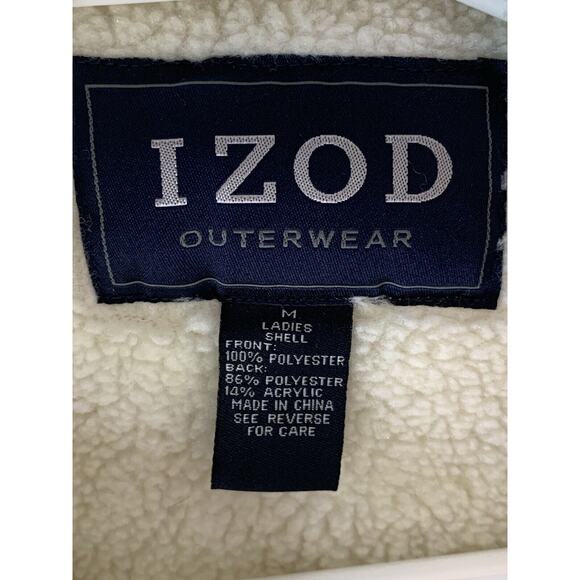 IZOD
OUTERWEAR
M
LADIES
SHELL
FRONT:
100% POLYESTER
BACK:
86% POLYESTER
14% ACRYLIC
MADE IN CHINA
SEE REVERSE
FOR CARE